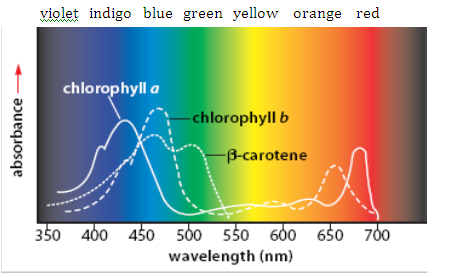 violet indigo blue green yellow orange red
chlorophyll a
chlorophyll b
β-carotene
absorbance
350 400 450 500 550 600 650 700
wavelength (nm)